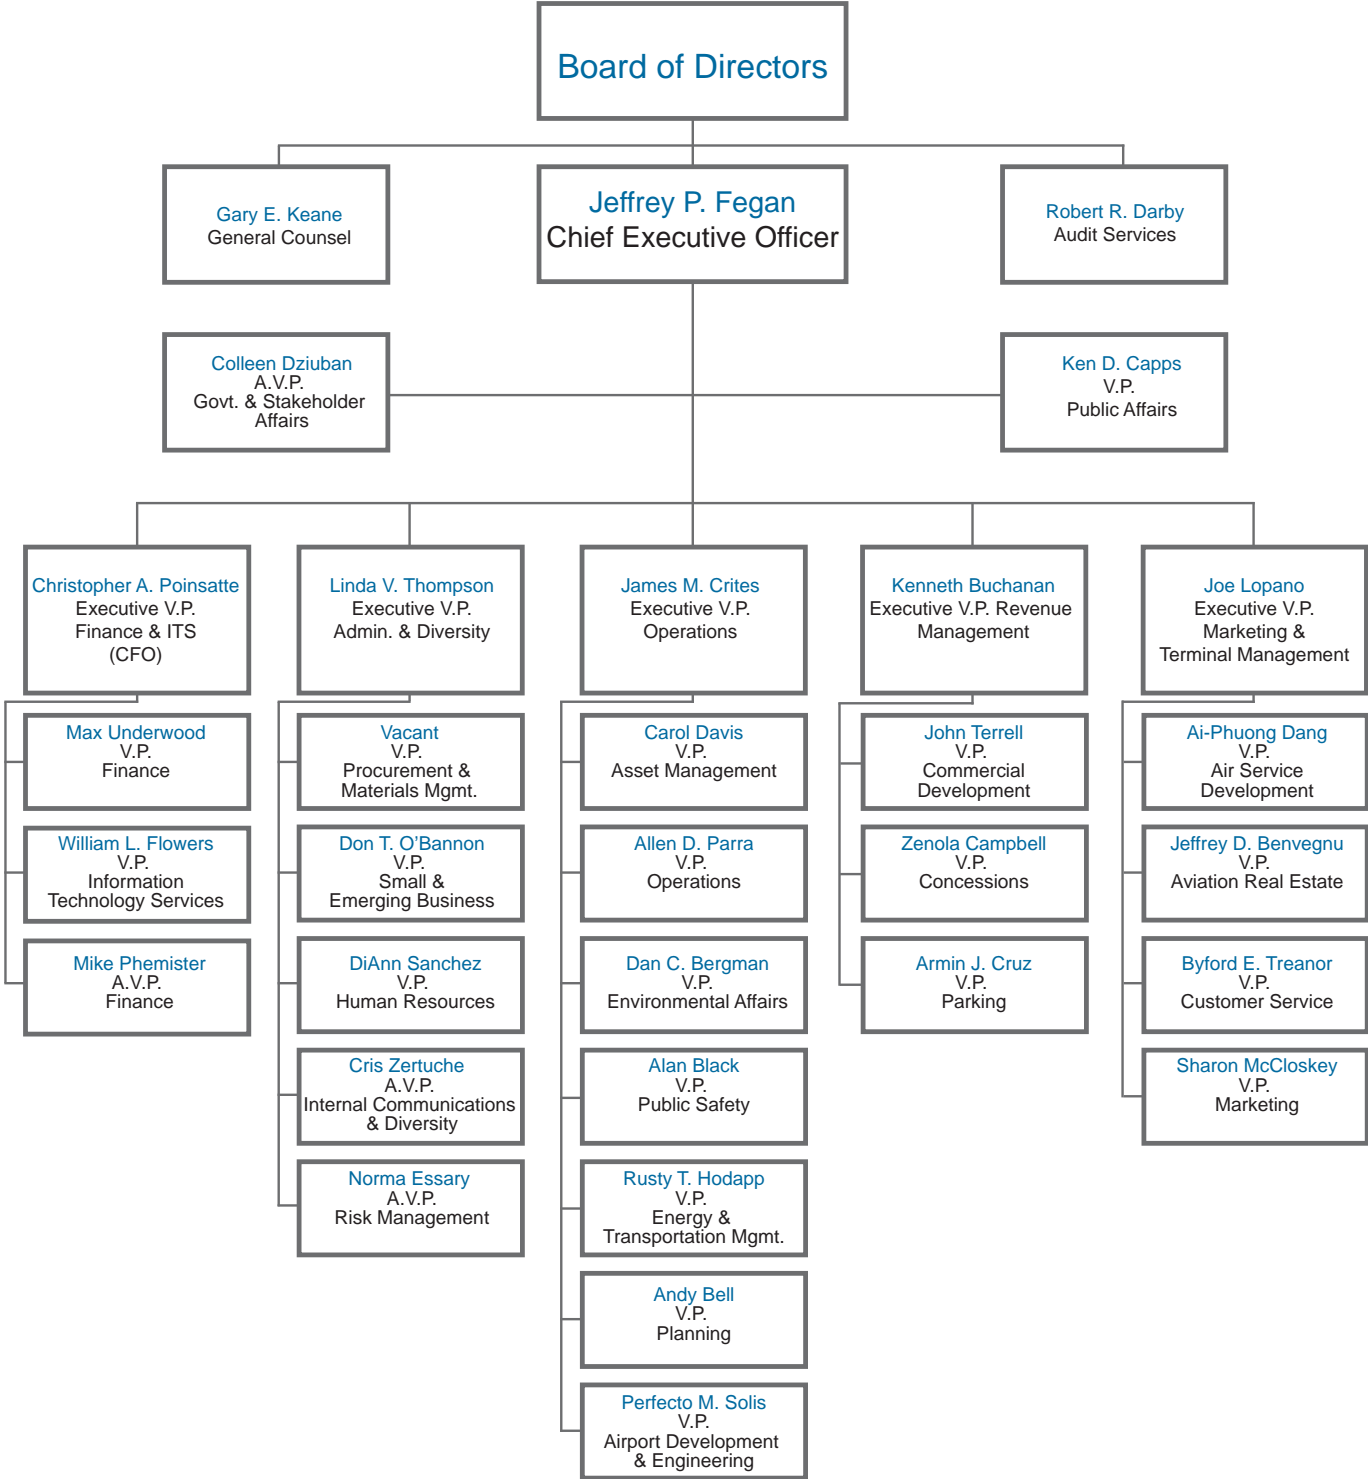 Board of Directors
Gary E. Keane
General Counsel
Jeffrey P. Fegan
Chief Executive Officer
Robert R. Darby
Audit Services
Colleen Dziuban
A.V.P.
Govt. & Stakeholder
Affairs
Ken D. Capps
V.P.
Public Affairs
Christopher A. Poinsatte
Executive V.P.
Finance & ITS
(CFO)
Linda V. Thompson
Executive V.P.
Admin. & Diversity
James M. Crites
Executive V.P.
Operations
Kenneth Buchanan
Executive V.P. Revenue
Management
Joe Lopano
Executive V.P.
Marketing &
Terminal Management
Max Underwood
V.P.
Finance
William L. Flowers
V.P.
Information
Technology Services
Mike Phemister
A.V.P.
Finance
Vacant
V.P.
Procurement &
Materials Mgmt.
Don T. O’Bannon
V.P.
Small &
Emerging Business
DiAnn Sanchez
V.P.
Human Resources
Cris Zertuche
A.V.P.
Internal Communications
& Diversity
Norma Essary
A.V.P.
Risk Management
Carol Davis
V.P.
Asset Management
Allen D. Parra
V.P.
Operations
Dan C. Bergman
V.P.
Environmental Affairs
Alan Black
V.P.
Public Safety
Rusty T. Hodapp
V.P.
Energy &
Transportation Mgmt.
Andy Bell
V.P.
Planning
Perfecto M. Solis
V.P.
Airport Development
& Engineering
John Terrell
V.P.
Commercial
Development
Zenola Campbell
V.P.
Concessions
Armin J. Cruz
V.P.
Parking
Ai-Phuong Dang
V.P.
Air Service
Development
Jeffrey D. Benvegnu
V.P.
Aviation Real Estate
Byford E. Treanor
V.P.
Customer Service
Sharon McCloskey
V.P.
Marketing